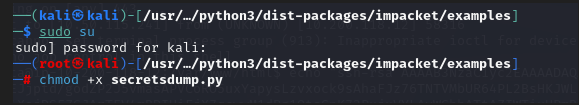 ──(kali㉿kali)-[/usr/…/python3/dist-packages/impacket/examples]
─$ sudo su
sudo] password for kali:
──(root㉿kali)-[/usr/…/python3/dist-packages/impacket/examples]
─# chmod +x secretsdump.py